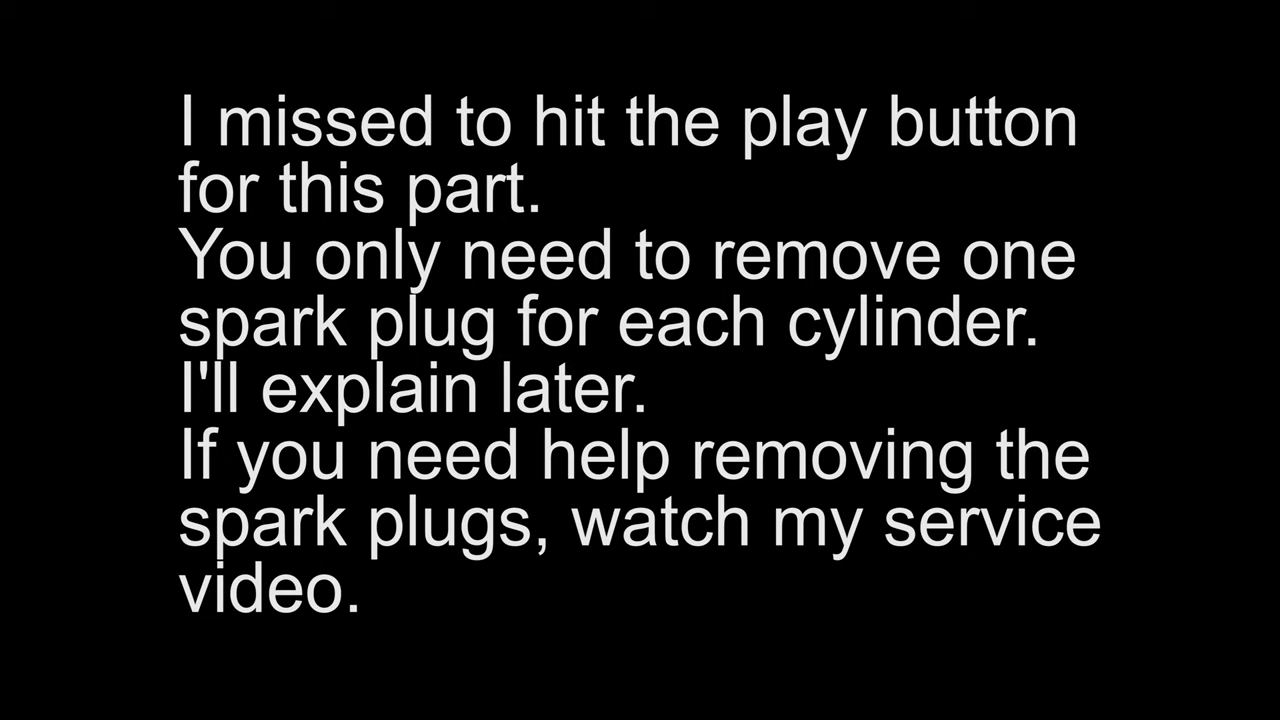 I missed to hit the play button
for this part.
You only need to remove one
spark plug for each cylinder.
I'll explain later.
If you need help removing the
spark plugs, watch my service
video.